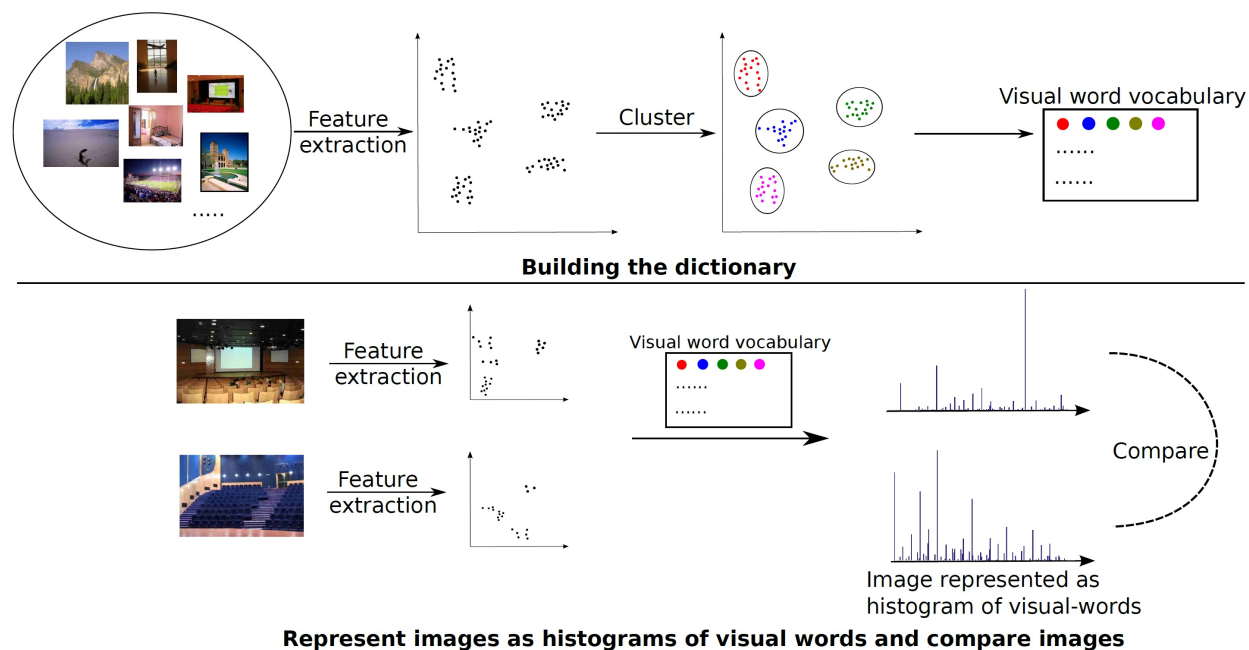 Feature
extraction
Cluster
Visual word vocabulary
.....
......
......
Building the dictionary
Feature
extraction
Visual word vocabulary
......
......
Feature
extraction
Compare
Image represented as
histogram of visual-words
Represent images as histograms of visual words and compare images